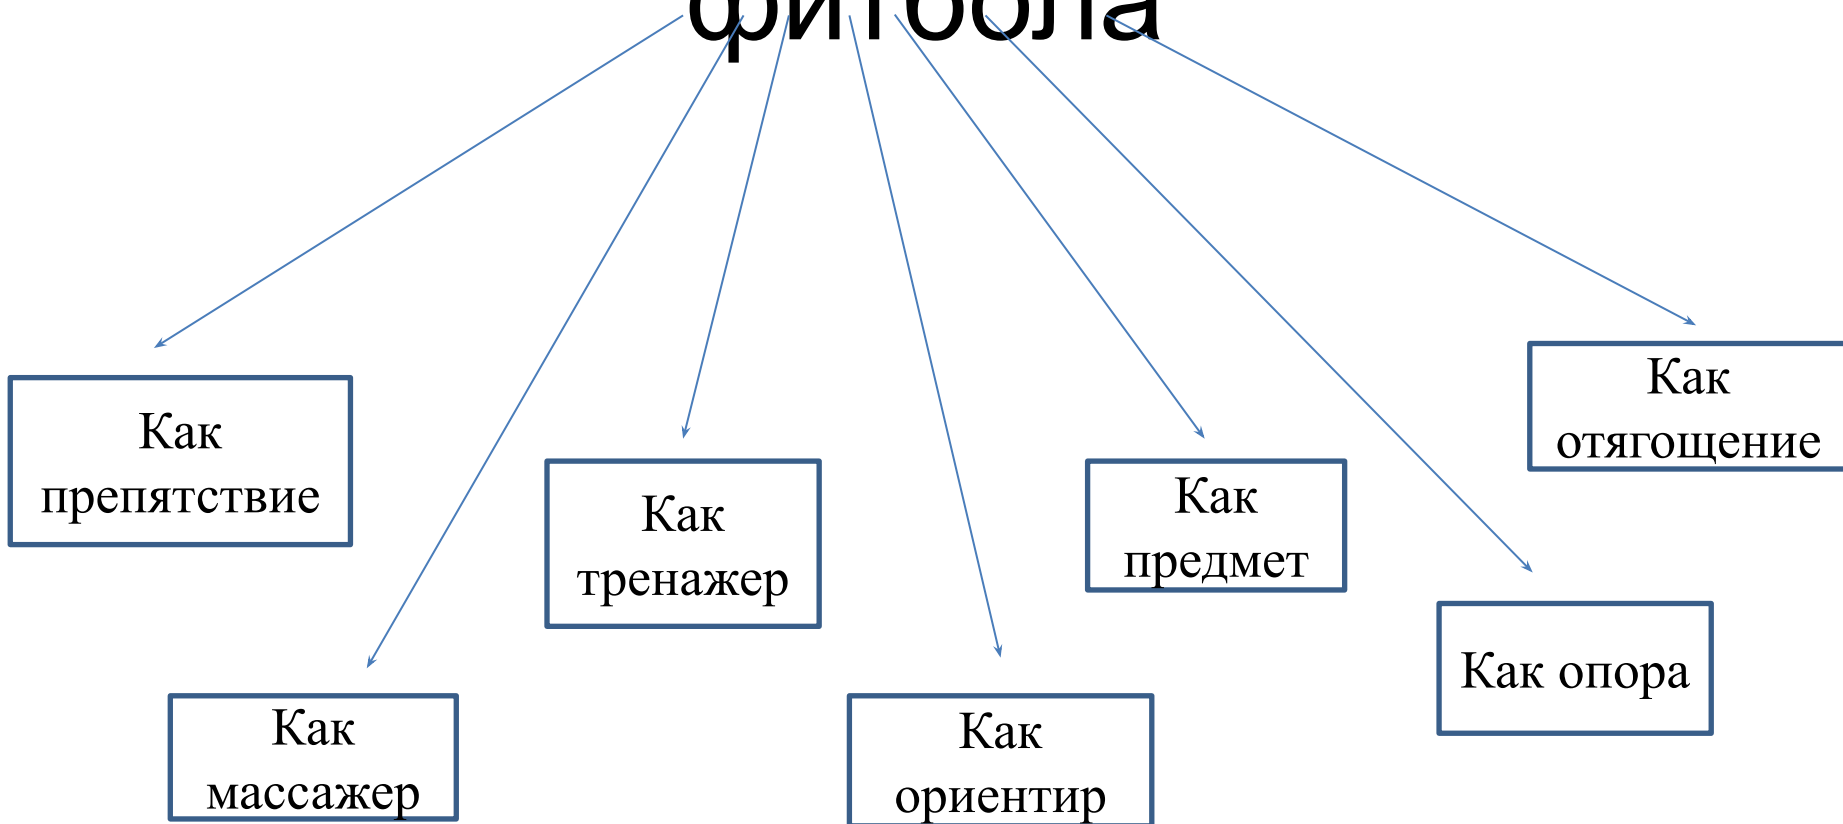 фитбола
Как
препятствие
Как
массажер
Как
тренажер
Как
ориентир
Как
предмет
Как опора
Как
отягощение